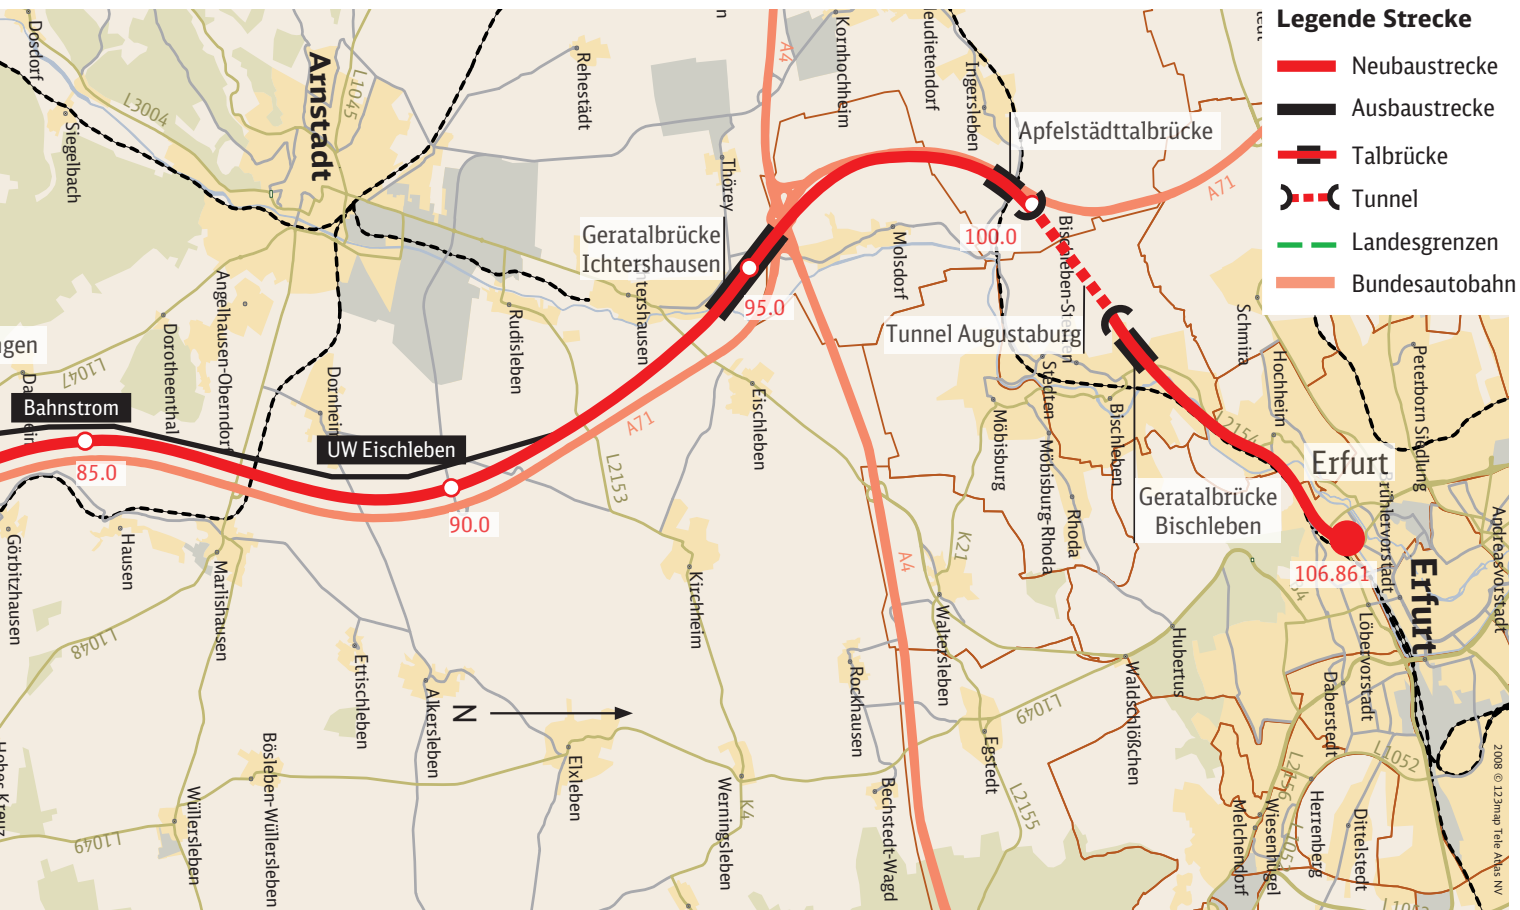 Legende Strecke
Neubaustrecke
Ausbaustrecke
Talbrücke
Tunnel
Landesgrenzen
Bundesautobahn
Dosdorf
Siegelbach
L3004
Arnstadt
L1045
Rehestädt
Thörey
A4
Kornhochheim
Ingersleben
Apfelstädttalbrücke
A71
Geratalbrücke
Ichtershausen
95.0
100.0
Molsdorf
Tunnel Augustaburg
Schmira
Hochheim
Peterborn Siedlung
Angelhausen-Oberndorf
Dorotheenthal
Rudisleben
L1047
Bahnstrom
85.0
UW Eischleben
90.0
A71
L2153
Eischleben
Möbisburg
Stedten
Möbisburg-Rhoda
Rhoda
Bischleben
L2154
Geratalbrücke
Bischleben
Erfurt
106.861
Erfurt
Brühlervorstadt
Andreasvorstadt
Löbervorstadt
Daberstedt
Görbitzhausen
Hausen
Marlishausen
L1048
Ettischleben
Alkersleben
N
Kirchheim
K21
A4
Waltersleben
Rockhausen
Egstedt
L1049
Hubertus
Waldschlößchen
L1052
L2156
Bösleben-Wüllersleben
Wüllersleben
L1049
Elxleben
Werningsleben
K4
Bechstedt-Wagd
L2155
Melchendorf
Wiesenhügel
Herrenberg
Dittelstedt
2008 © 123map Tele Atlas NV